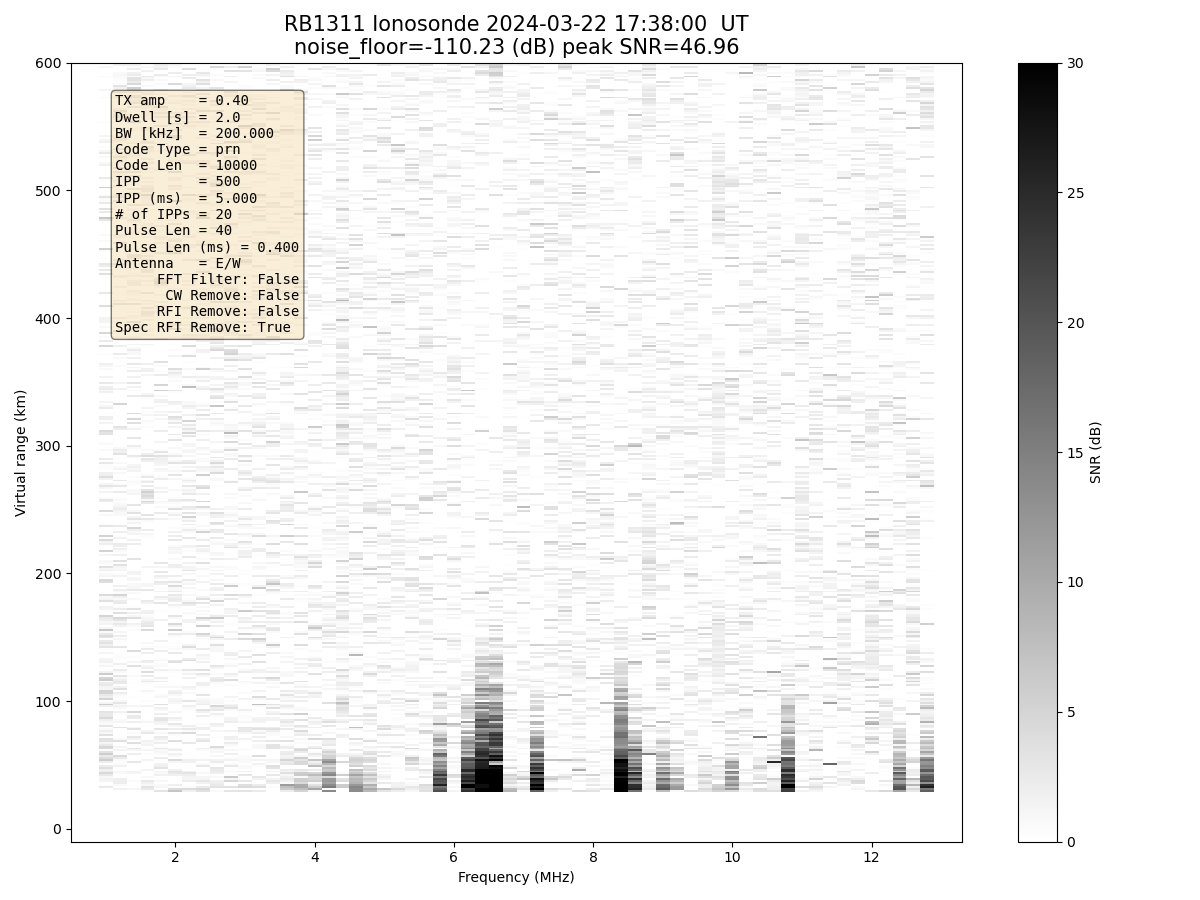 RB1311 Ionosonde 2024-03-22 17:38:00  UT
noise_floor=-110.23 (dB) peak SNR=46.96
600
500
400
300
200
100
0
Virtual range (km)
TX amp    = 0.40
Dwell [s] = 2.0
BW [kHz]  = 200.000
Code Type = prn
Code Len  = 10000
IPP       = 500
IPP (ms)  = 5.000
# of IPPs = 20
Pulse Len = 40
Pulse Len (ms) = 0.400
Antenna   = E/W
FFT Filter: False
CW Remove: False
RFI Remove: False
Spec RFI Remove: True
2 4 6 8 10 12
Frequency (MHz)
30
25
20
15
10
5
0
SNR (dB)